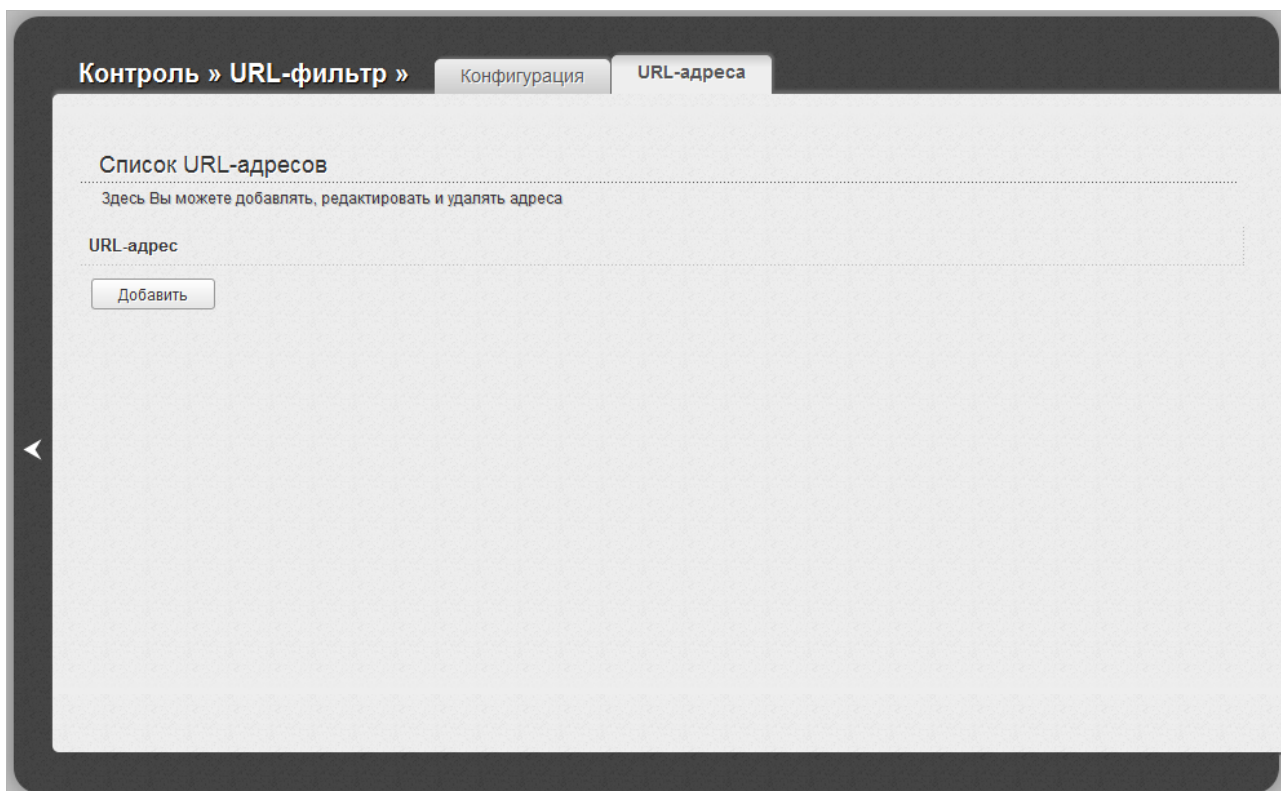 Контроль » URL-фильтр » Конфигурация URL-адреса
Список URL-адресов
Здесь Вы можете добавлять, редактировать и удалять адреса
URL-адрес
Добавить